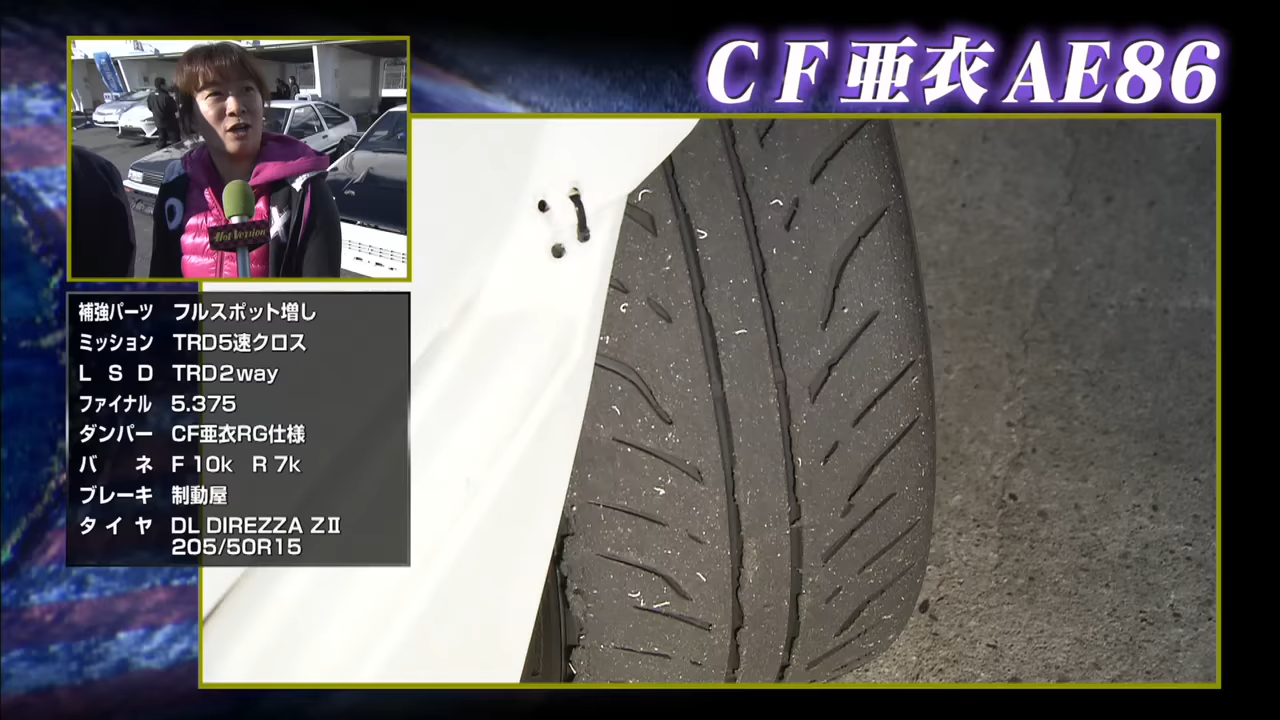 CF亜衣AE86
Hot Version
補強パーツ フルスポット増し
ミッション TRD5速クロス
L S D TRD2way
ファイナル 5.375
ダンパー CF亜衣RG仕様
バネ F 10k R 7k
ブレーキ 制動屋
タイヤ DL DIREZZA ZⅡ
205/50R15